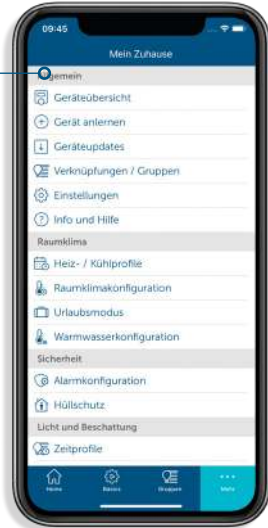 09:45
Mein Zuhause
gemein
Geräteübersicht
Gerät anlernen
Geräteupdates
Verknüpfungen / Gruppen
Einstellungen
Info und Hilfe
Raumklima
Heiz- / Kühlprofile
Raumklimakonfiguration
Urlaubsmodus
Warmwasserkonfiguration
Sicherheit
Alarmkonfiguration
Hüllschutz
Licht und Beschattung
Zeitprofile
Home
Gruppen
Mehr